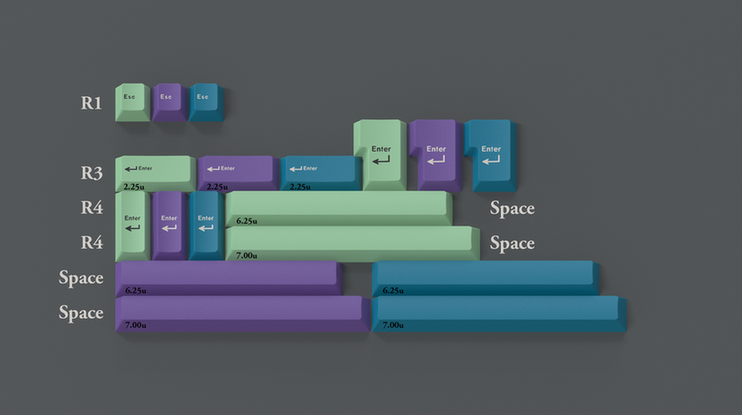 R1 Esc Esc Esc
Enter Enter Enter
R3 Enter Enter Enter
2.25u 2.25u 2.25u
R4 Enter Enter Enter 6.25u Space
R4 7.00u Space
Space 6.25u 6.25u
Space 7.00u 7.00u